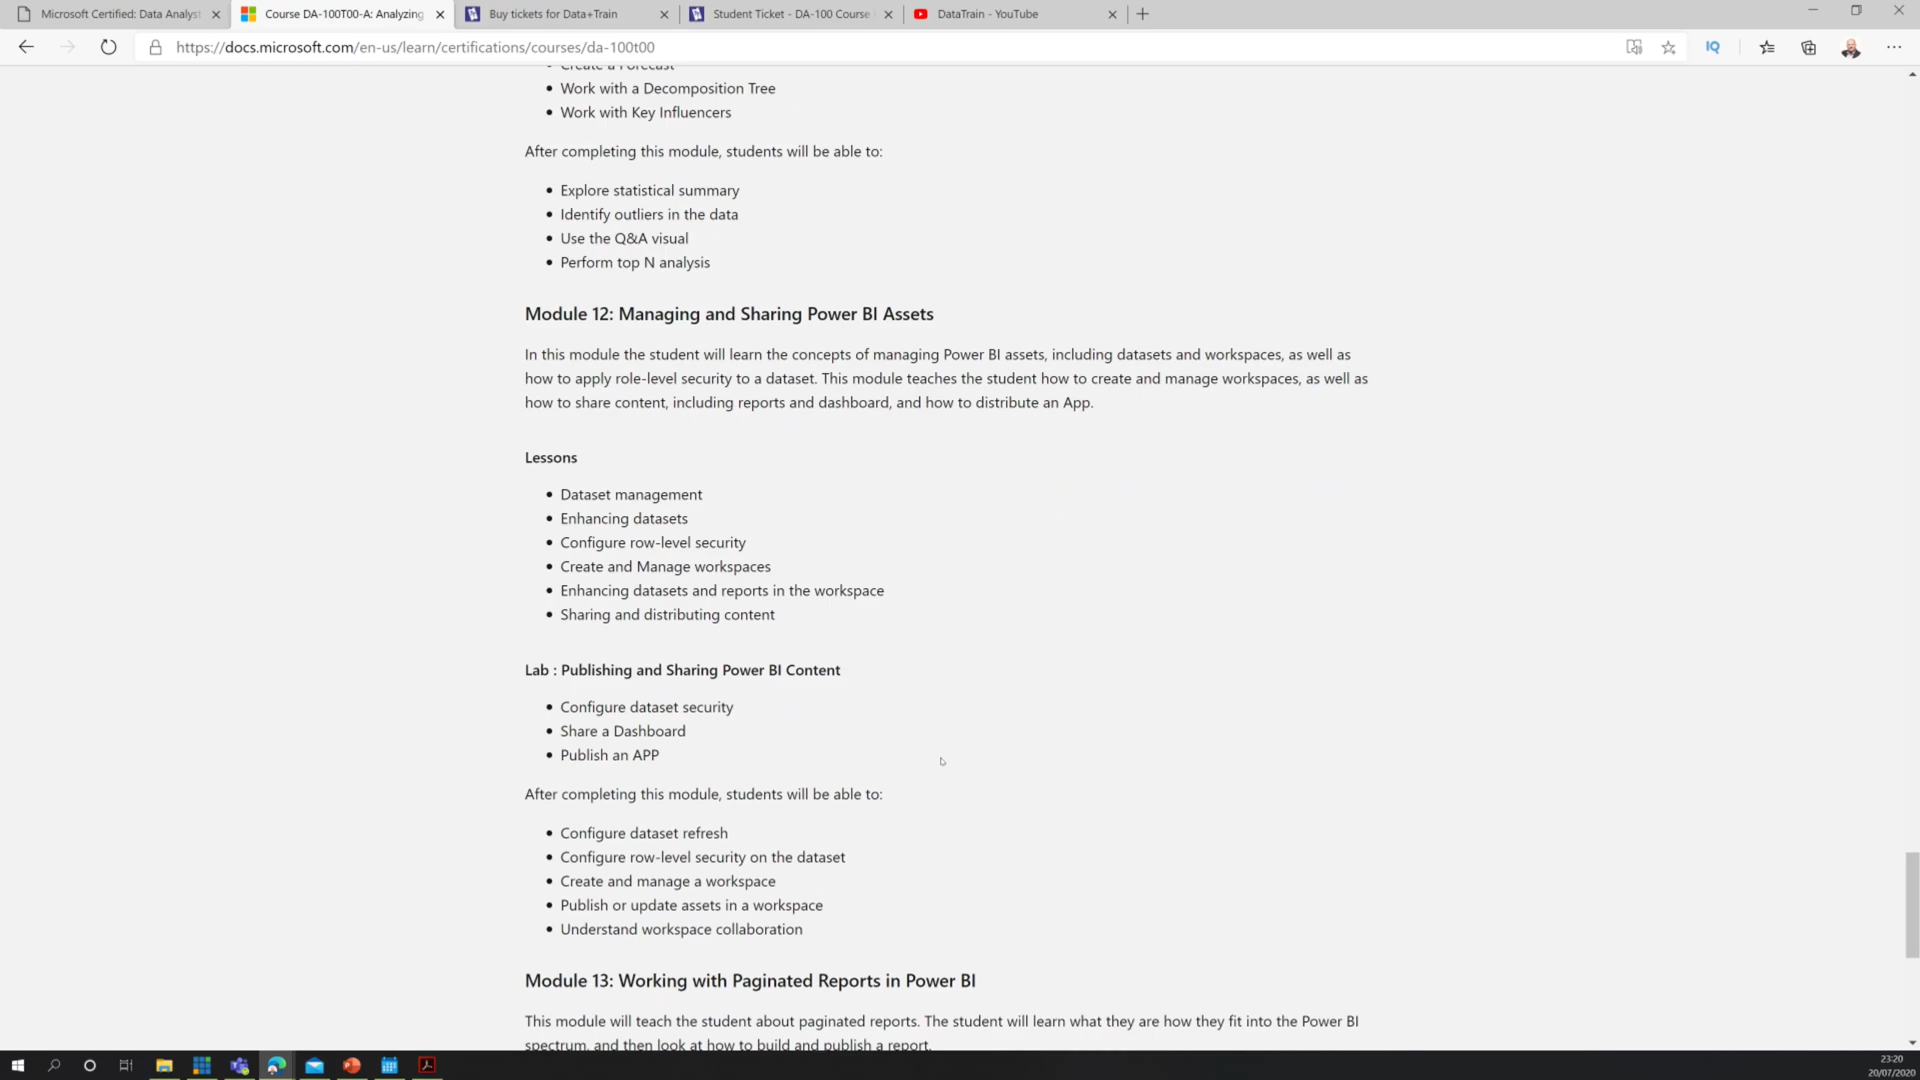 Microsoft Certified: Data Analyst
Course DA-100T00-A: Analyzing
Buy tickets for Data+Train
Student Ticket - DA-100 Course
DataTrain - YouTube
https://docs.microsoft.com/en-us/learn/certifications/courses/da-100t00
IQ
Create a Forecast
Work with a Decomposition Tree
Work with Key Influencers
After completing this module, students will be able to:
Explore statistical summary
Identify outliers in the data
Use the Q&A visual
Perform top N analysis
Module 12: Managing and Sharing Power BI Assets
In this module the student will learn the concepts of managing Power BI assets, including datasets and workspaces, as well as
how to apply role-level security to a dataset. This module teaches the student how to create and manage workspaces, as well as
how to share content, including reports and dashboard, and how to distribute an App.
Lessons
Dataset management
Enhancing datasets
Configure row-level security
Create and Manage workspaces
Enhancing datasets and reports in the workspace
Sharing and distributing content
Lab : Publishing and Sharing Power BI Content
Configure dataset security
Share a Dashboard
Publish an APP
After completing this module, students will be able to:
Configure dataset refresh
Configure row-level security on the dataset
Create and manage a workspace
Publish or update assets in a workspace
Understand workspace collaboration
Module 13: Working with Paginated Reports in Power BI
This module will teach the student about paginated reports. The student will learn what they are how they fit into the Power BI
spectrum, and then look at how to build and publish a report.
23:20
20/07/2020